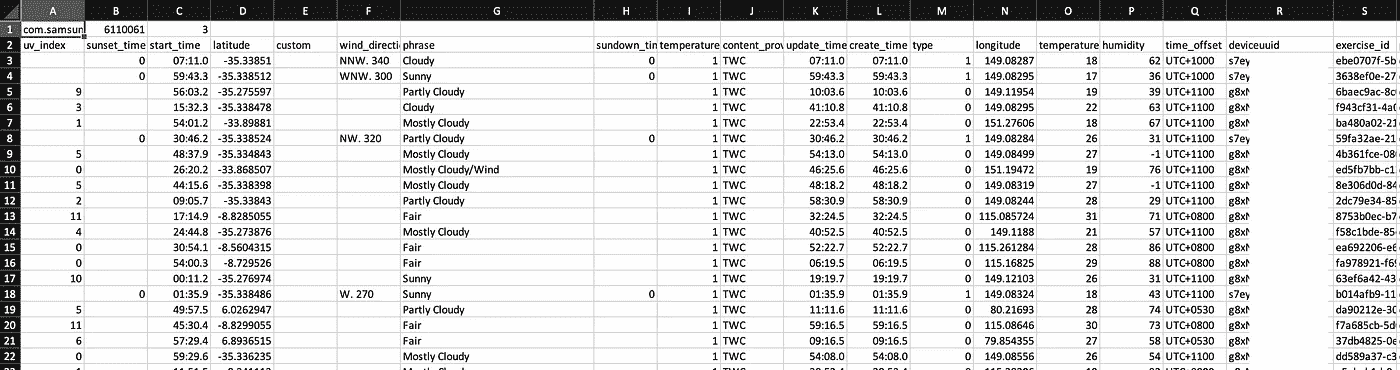 A B C D E F G H I J K L M N O P Q R S
1 com.samsun 6110061 3
2 uv_index sunset_time start_time latitude custom wind_directi phrase sundown_tin temperature content_prov update_time create_time type longitude temperature humidity time_offset deviceuuid exercise_id
3 0 07:11.0 -35.33851 NNW. 340 Cloudy 0 1 TWC 07:11.0 07:11.0 1 149.08287 18 62 UTC+1000 s7ey ebe0707f-5b
4 0 59:43.3 -35.338512 WNW. 300 Sunny 0 1 TWC 59:43.3 59:43.3 1 149.08295 17 36 UTC+1000 s7ey 3638ef0e-27
5 9 56:03.2 -35.275597 Partly Cloudy 1 TWC 10:03.6 10:03.6 0 149.11954 19 39 UTC+1100 g8xN 6baec9ac-8c
6 3 15:32.3 -35.338478 Cloudy 1 TWC 41:10.8 41:10.8 0 149.08295 22 63 UTC+1100 g8xN f943cf31-4a
7 1 54:01.2 -33.89881 Mostly Cloudy 1 TWC 22:53.4 22:53.4 0 151.27606 18 67 UTC+1100 g8xN ba480a02-21
8 0 30:46.2 -35.338524 NW. 320 Partly Cloudy 0 1 TWC 30:46.2 30:46.2 1 149.08284 26 31 UTC+1100 s7ey 59fa32ae-21
9 5 48:37.9 -35.334843 Mostly Cloudy 1 TWC 54:13.0 54:13.0 0 149.08499 27 -1 UTC+1100 g8xN 4b361fce-08
10 0 26:20.2 -33.868507 Mostly Cloudy/Wind 1 TWC 46:25.6 46:25.6 0 151.19472 19 76 UTC+1100 g8xN ed5fb7bb-c1
11 5 44:15.6 -35.338398 Mostly Cloudy 1 TWC 48:18.2 48:18.2 0 149.08319 27 -1 UTC+1100 g8xN 8e306d0d-84
12 2 09:05.7 -35.33843 Partly Cloudy 1 TWC 58:30.9 58:30.9 0 149.08244 28 29 UTC+1100 g8xN 2dc79e34-85
13 11 17:14.9 -8.8285055 Fair 1 TWC 32:24.5 32:24.5 0 115.085724 31 71 UTC+0800 g8xN 8753b0ec-b7
14 4 24:44.8 -35.273876 Mostly Cloudy 1 TWC 40:52.5 40:52.5 0 149.1188 21 57 UTC+1100 g8xN f58c1bde-85
15 0 30:54.1 -8.5604315 Fair 1 TWC 52:22.7 52:22.7 0 115.261284 28 86 UTC+0800 g8xN ea692206-e
16 0 54:00.3 -8.729526 Fair 1 TWC 06:19.5 06:19.5 0 115.16825 29 88 UTC+0800 g8xN fa978921-f6
17 10 00:11.2 -35.276974 Sunny 1 TWC 19:19.7 19:19.7 0 149.12103 26 31 UTC+1100 g8xN 63ef6a42-43
18 0 01:35.9 -35.338486 W. 270 Sunny 0 1 TWC 01:35.9 01:35.9 1 149.08324 18 43 UTC+1100 s7ey b014afb9-11
19 5 49:57.5 6.0262947 Partly Cloudy 1 TWC 11:11.6 11:11.6 0 80.21693 28 74 UTC+0530 g8xN da90212e-30
20 11 45:30.4 -8.8299055 Fair 1 TWC 59:16.5 59:16.5 0 115.08646 30 73 UTC+0800 g8xN f7a685cb-5d
21 6 57:29.4 6.8936515 Fair 1 TWC 09:16.5 09:16.5 0 79.854355 27 58 UTC+0530 g8xN 37db4825-0e
22 0 59:29.6 -35.336235 Mostly Cloudy 1 TWC 54:08.0 54:08.0 0 149.08556 26 54 UTC+1100 g8xN dd589a37-c